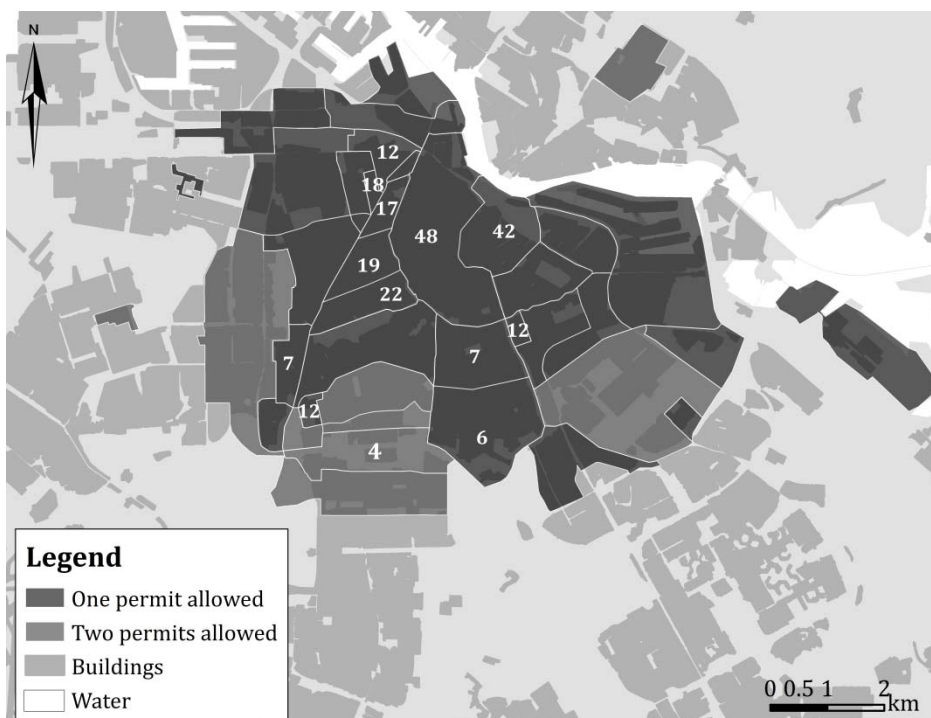 N
12
18
17
48
42
19
22
12
7
7
12
6
4
Legend
One permit allowed
Two permits allowed
Buildings
Water
0 0.5 1 2
km